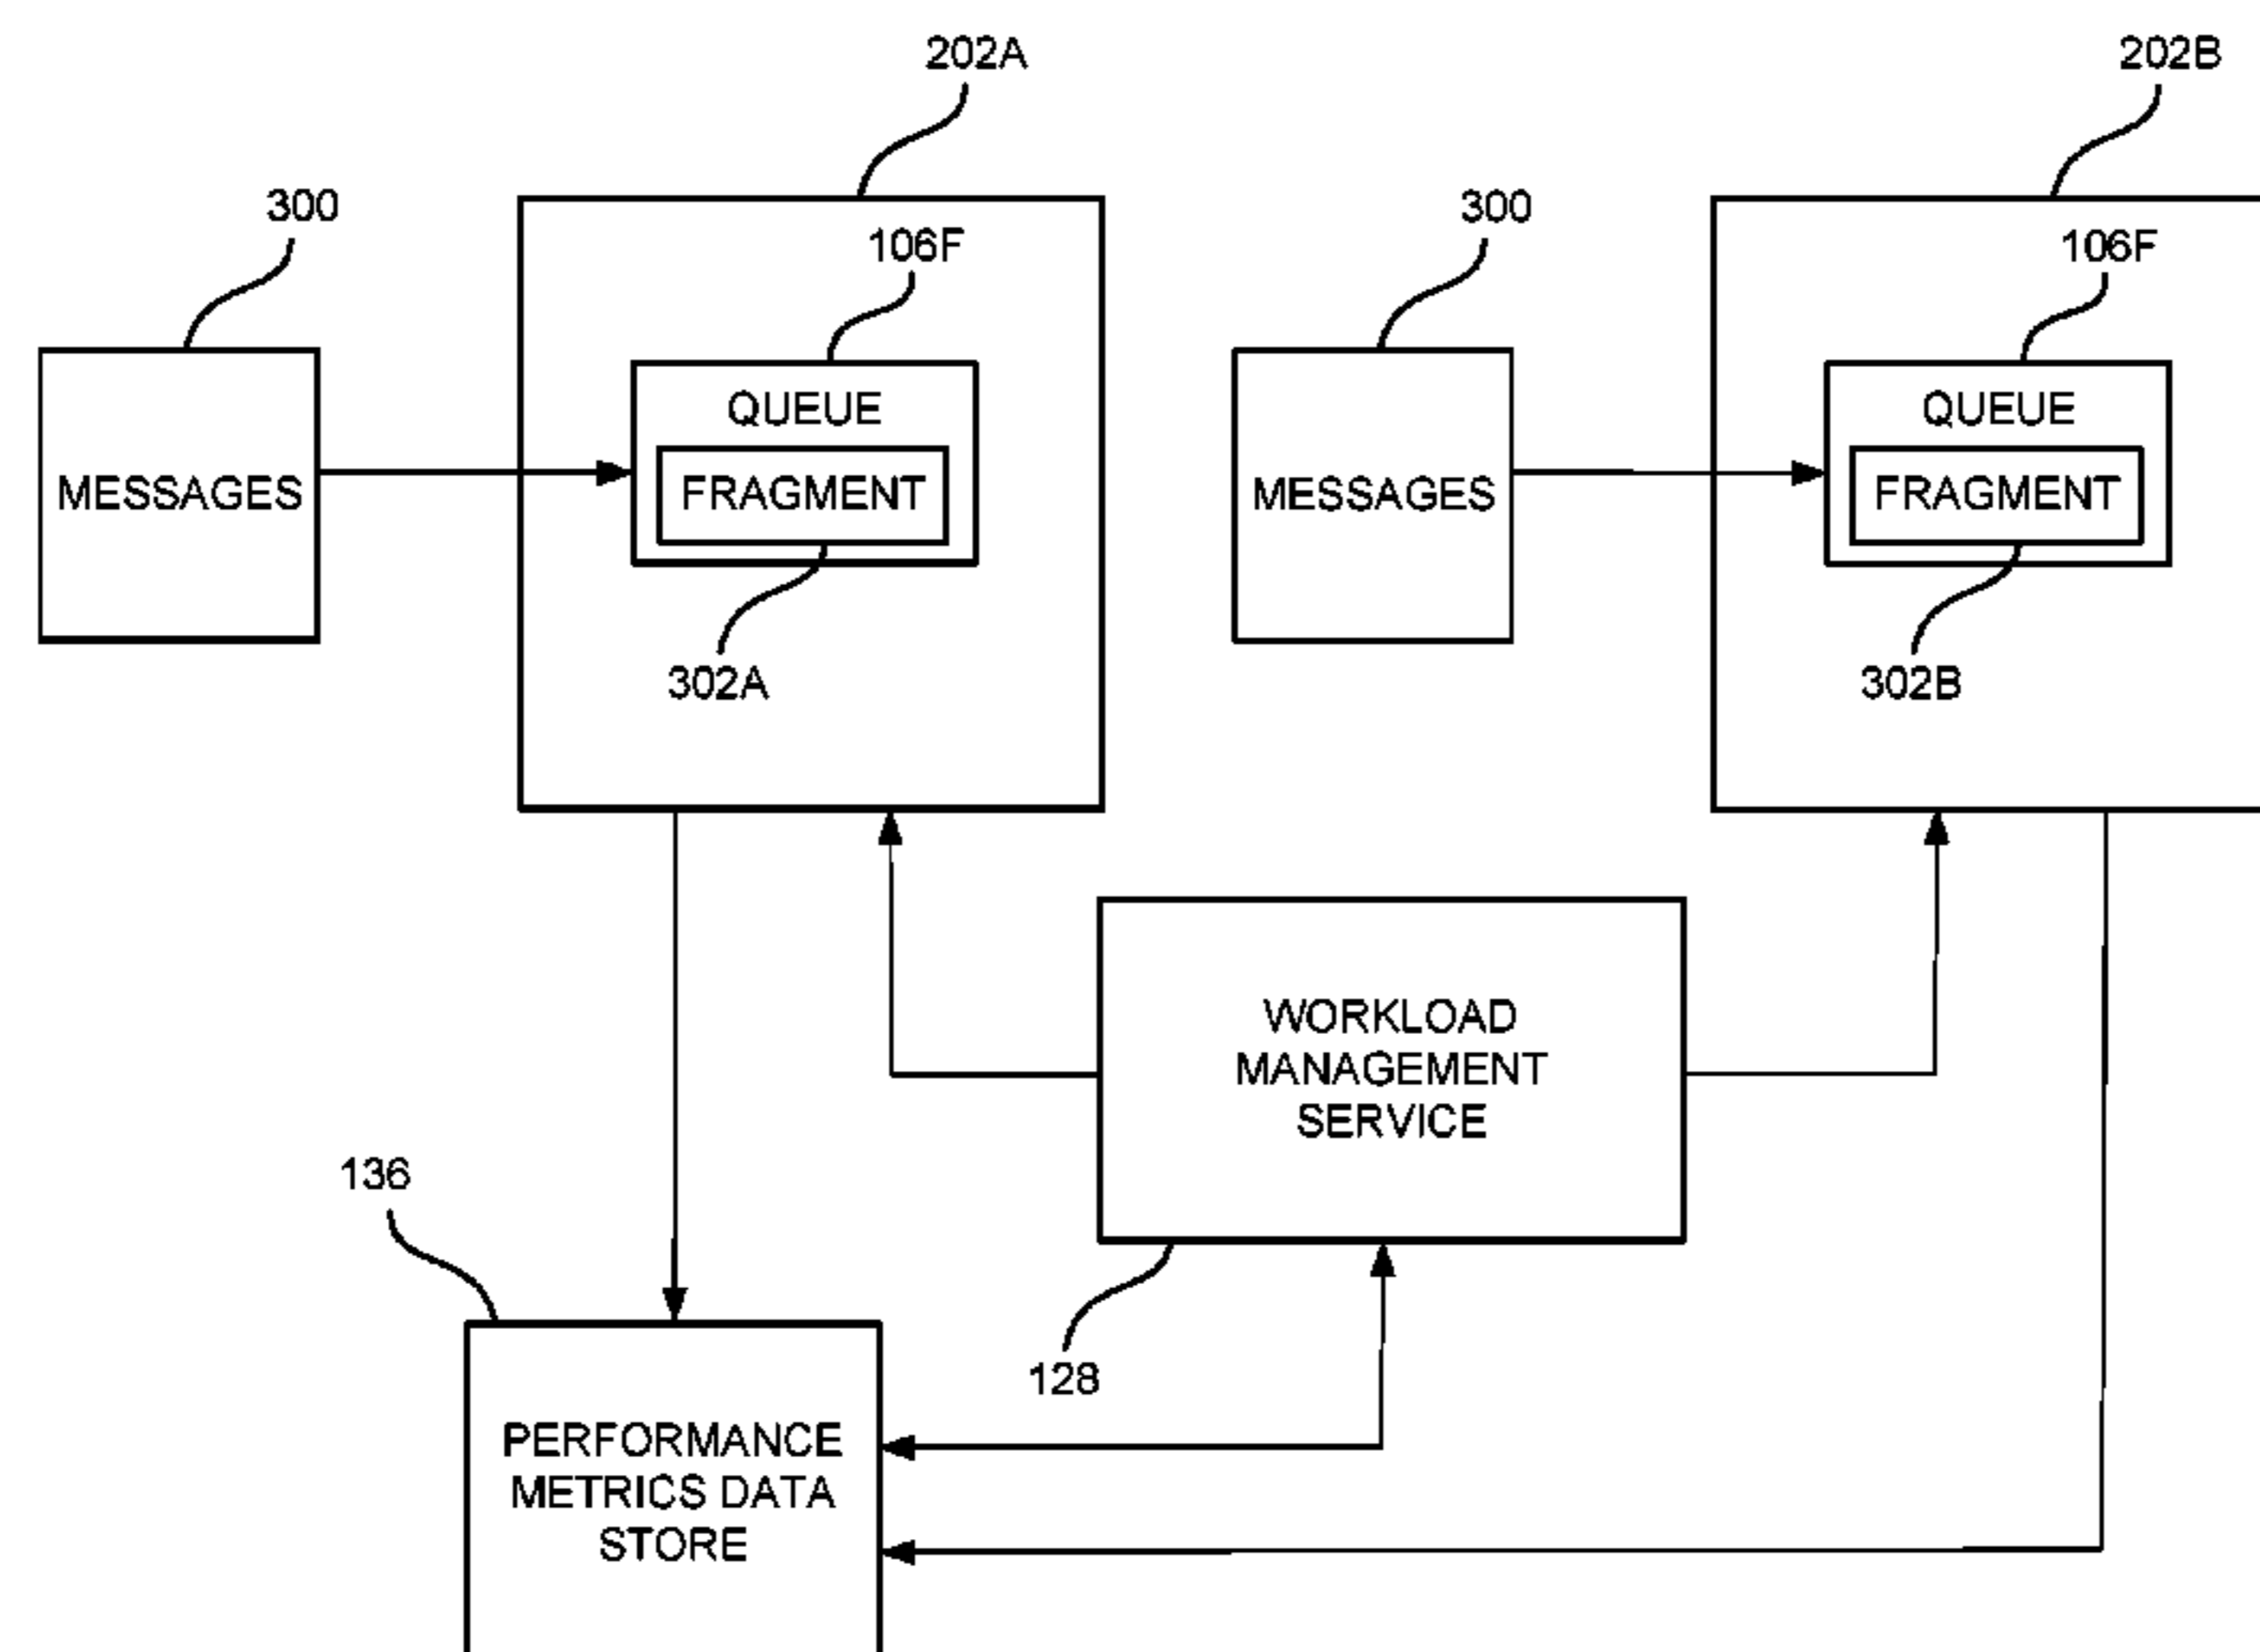 202A
202B
300
106F
300
106F
QUEUE
QUEUE
MESSAGES
FRAGMENT
MESSAGES
FRAGMENT
302A
302B
WORKLOAD
MANAGEMENT
SERVICE
136
128
PERFORMANCE
METRICS DATA
STORE